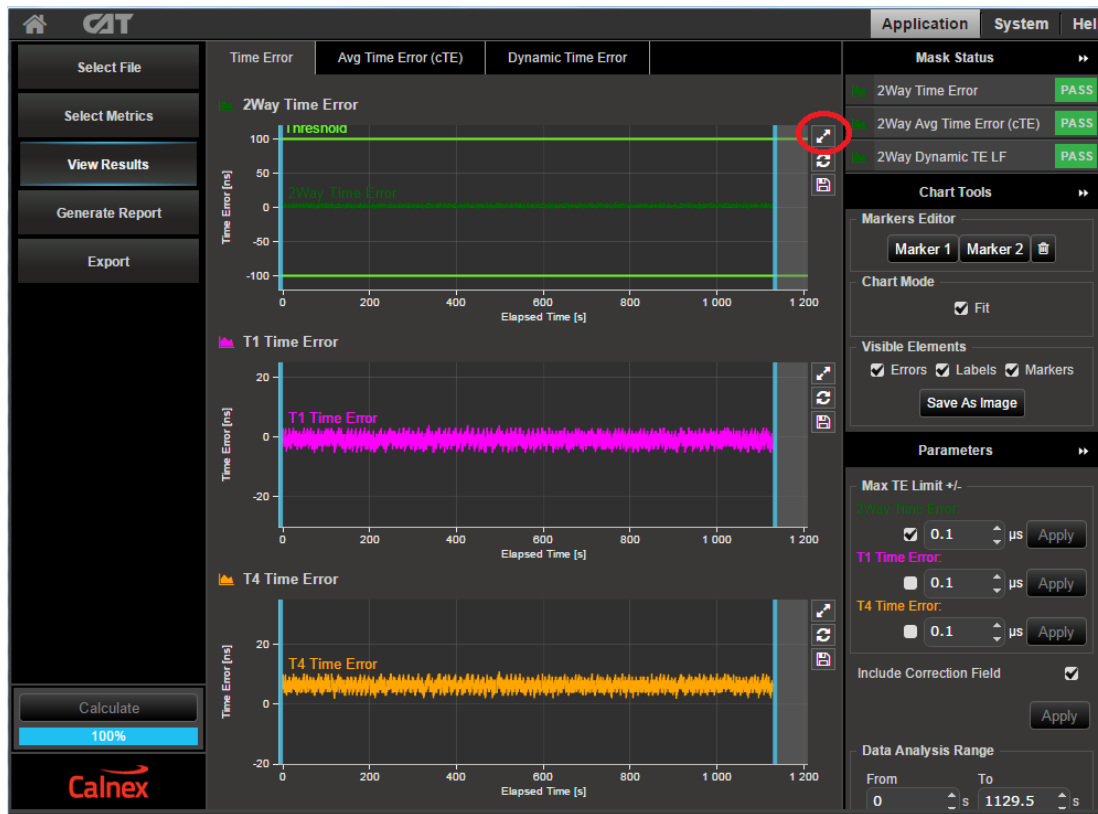 CAT
Application System Hel
Select File
Select Metrics
View Results
Generate Report
Export
Calculate
100%
Calnex
Time Error Avg Time Error (cTE) Dynamic Time Error
2Way Time Error
Threshold
2Way Time Error
100
50
0
-50
-100
Time Error [ns]
0 200 400 600 800 1 000 1 200
Elapsed Time [s]
T1 Time Error
T1 Time Error
20
0
-20
Time Error [ns]
0 200 400 600 800 1 000 1 200
Elapsed Time [s]
T4 Time Error
T4 Time Error
20
0
-20
Time Error [ns]
0 200 400 600 800 1 000 1 200
Elapsed Time [s]
Mask Status
2Way Time Error PASS
2Way Avg Time Error (cTE) PASS
2Way Dynamic TE LF PASS
Chart Tools
Markers Editor
Marker 1 Marker 2
Chart Mode
Fit
Visible Elements
Errors Labels Markers
Save As Image
Parameters
Max TE Limit +/-
2Way Time Error:
0.1 µs Apply
T1 Time Error:
0.1 µs Apply
T4 Time Error:
0.1 µs Apply
Include Correction Field
Apply
Data Analysis Range
From To
0 s 1129.5 s